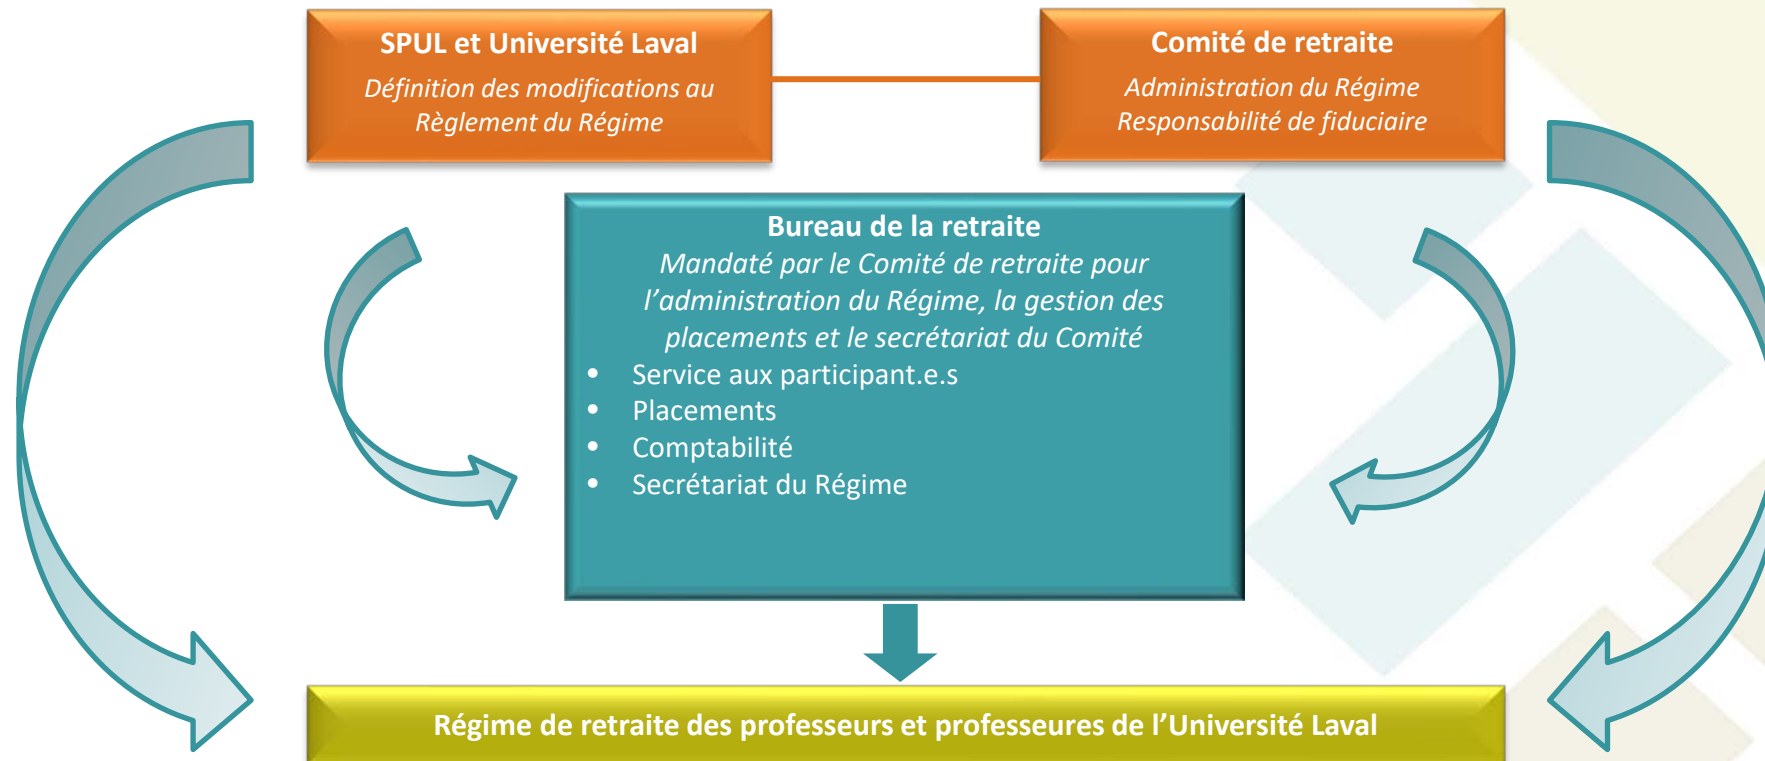 SPUL et Université Laval
Définition des modifications au
Règlement du Régime
Comité de retraite
Administration du Régime
Responsabilité de fiduciaire
Bureau de la retraite
Mandaté par le Comité de retraite pour
l’administration du Régime, la gestion des
placements et le secrétariat du Comité
• Service aux participant.e.s
• Placements
• Comptabilité
• Secrétariat du Régime
Régime de retraite des professeurs et professeures de l’Université Laval